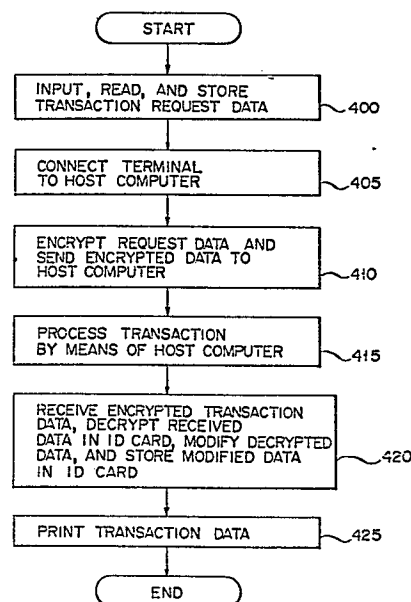 START
INPUT, READ, AND STORE
TRANSACTION REQUEST DATA
400
CONNECT TERMINAL
TO HOST COMPUTER
405
ENCRYPT REQUEST DATA AND
SEND ENCRYPTED DATA TO
HOST COMPUTER
410
PROCESS TRANSACTION
BY MEANS OF HOST COMPUTER
415
RECEIVE ENCRYPTED TRANSACTION
DATA, DECRYPT RECEIVED
DATA IN ID CARD, MODIFY DECRYPTED
DATA, AND STORE MODIFIED DATA
IN ID CARD
420
PRINT TRANSACTION DATA
425
END